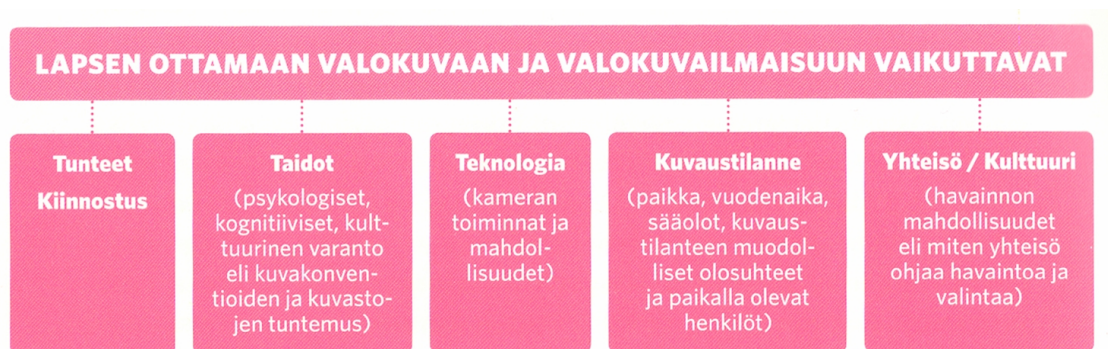 LAPSEN OTTAMAAN VALOKUVAAN JA VALOKUVAILMAISUUN VAIKUTTAVAT
Tunteet
Kiinnostus
Taidot
(psykologiset,
kognitiiviset, kult-
tuurinen varanto
eli kuvakonven-
tioiden ja kuvasto-
jen tuntemus)
Teknologia
(kameran
toiminnat ja
mahdol-
lisuudet)
Kuvaustilanne
(paikka, vuodenaika,
sääolot, kuvaus-
tilanteen muodol-
liset olosuhteet
ja paikalla olevat
henkilöt)
Yhteisö / Kulttuuri
(havainnon
mahdollisuudet
eli miten yhteisö
ohjaa havaintoa ja
valintaa)